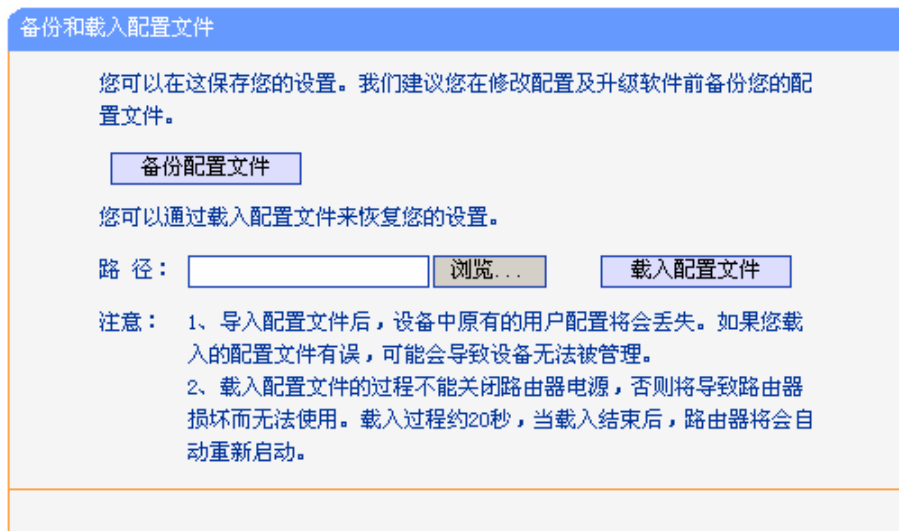 备份和载入配置文件
您可以在这保存您的设置。我们建议您在修改配置及升级软件前备份您的配
置文件。
备份配置文件
您可以通过载入配置文件来恢复您的设置。
路 径： 浏览... 载入配置文件
注意： 1、导入配置文件后，设备中原有的用户配置将会丢失。如果您载
入的配置文件有误，可能会导致设备无法被管理。
2、载入配置文件的过程不能关闭路由器电源，否则将导致路由器
损坏而无法使用。载入过程约20秒，当载入结束后，路由器将会自
动重新启动。